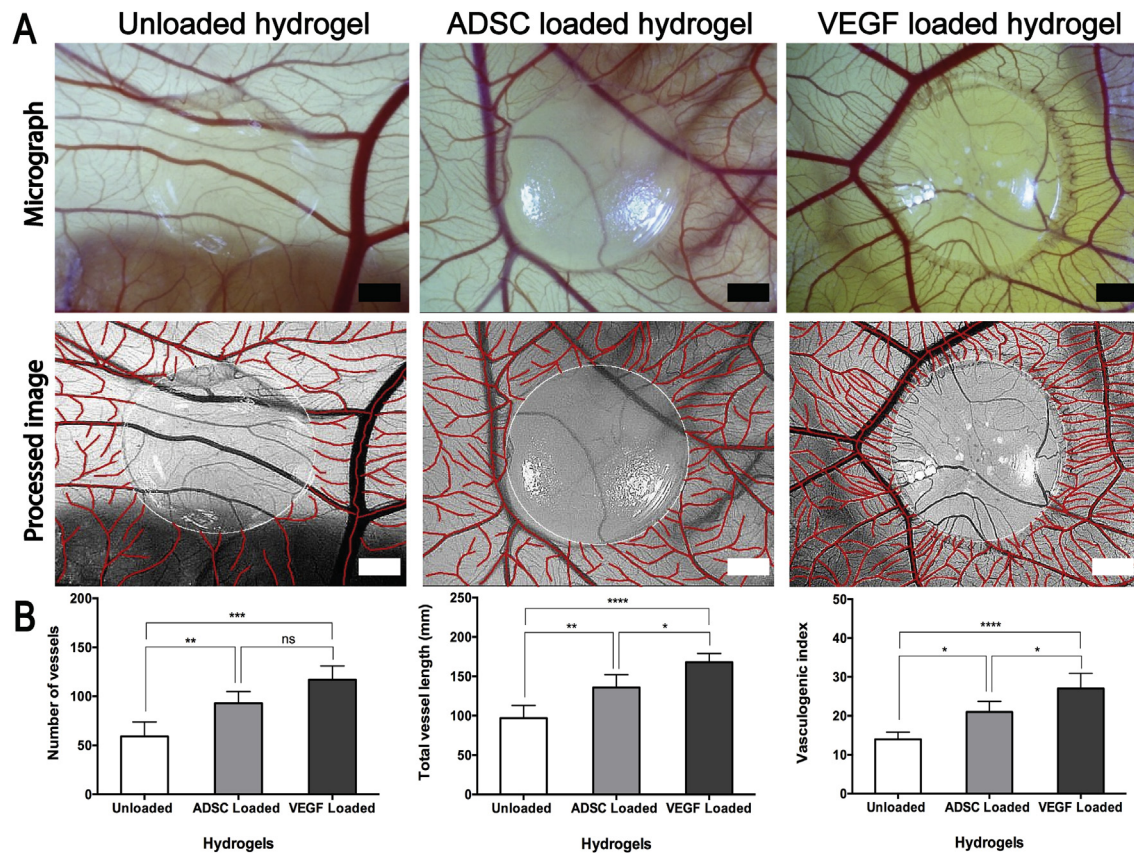 A
Unloaded hydrogel
ADSC loaded hydrogel
VEGF loaded hydrogel
Micrograph
Processed image
B
Number of vessels
200
150
100
50
0
***
**
ns
Unloaded
ADSC Loaded
VEGF Loaded
Hydrogels
Total vessel length (mm)
250
200
150
100
50
0
****
**
*
Unloaded
ADSC Loaded
VEGF Loaded
Hydrogels
Vasculogenic index
50
40
30
20
10
0
****
*
*
Unloaded
ADSC Loaded
VEGF Loaded
Hydrogels